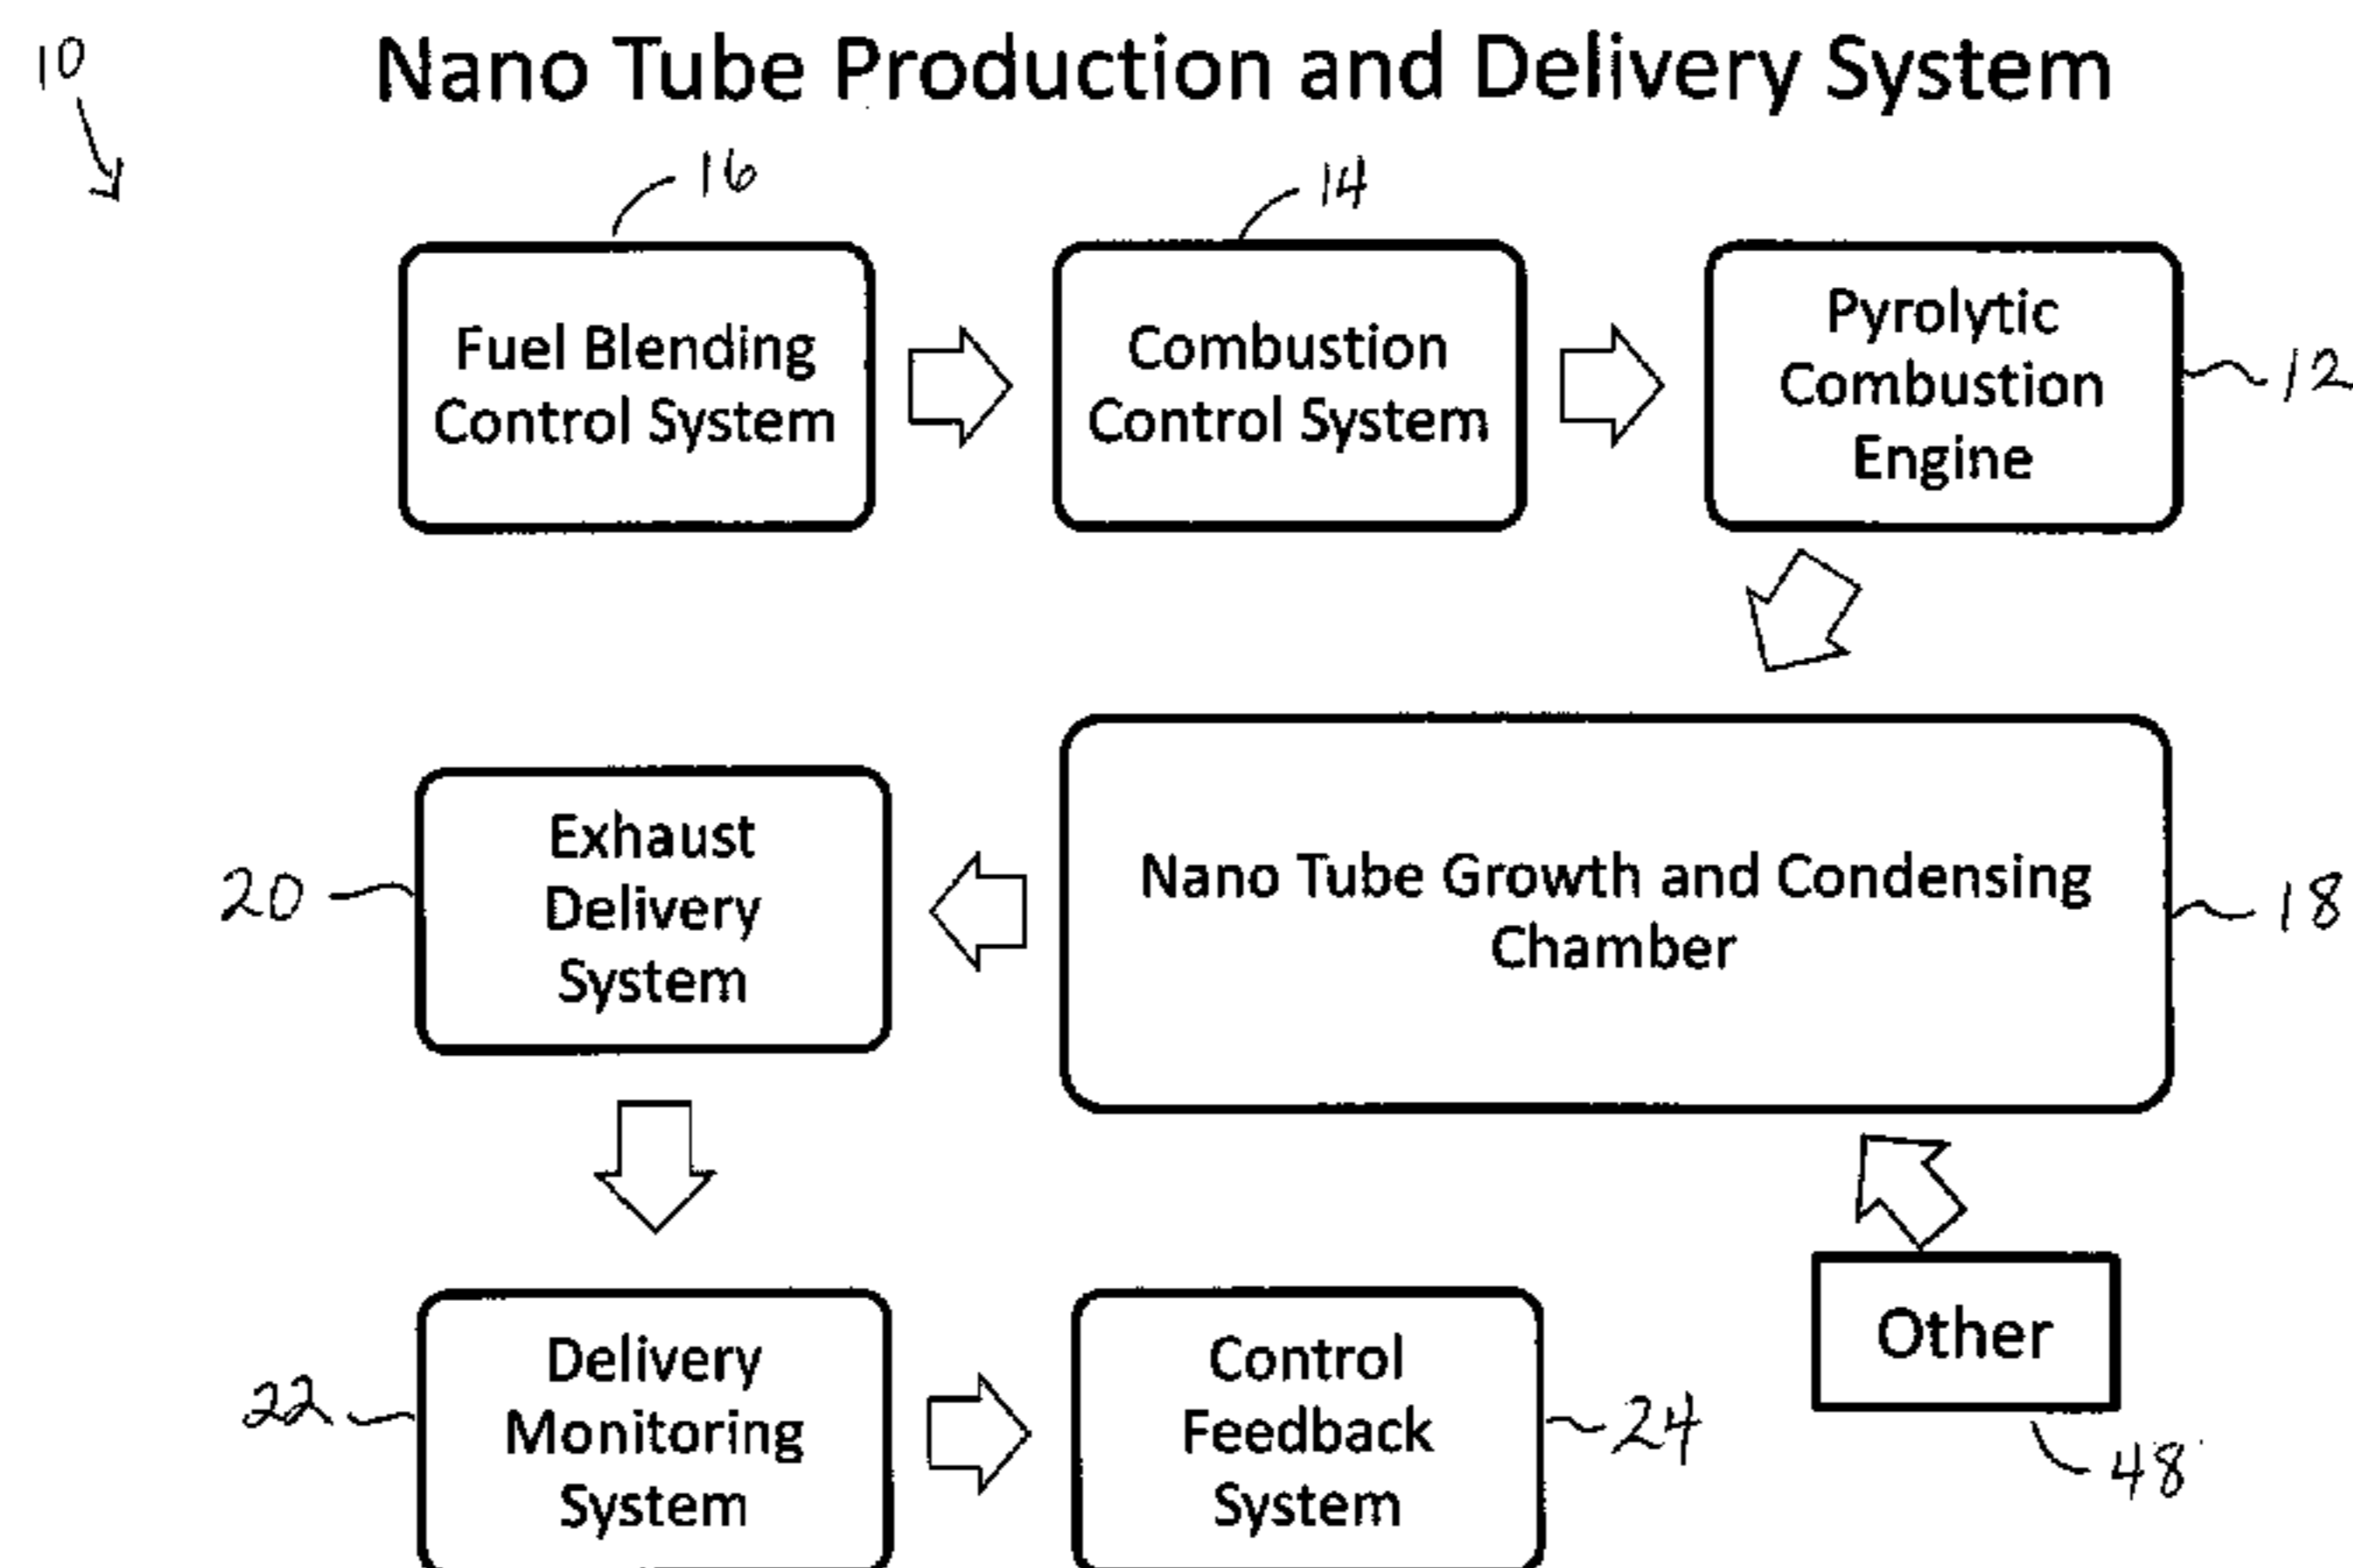 10
Nano Tube Production and Delivery System
16
14
Fuel Blending
Control System
Combustion
Control System
Pyrolytic
Combustion
Engine
12
Exhaust
Delivery
System
20
Nano Tube Growth and Condensing
Chamber
18
Delivery
Monitoring
System
22
Control
Feedback
System
24
Other
48